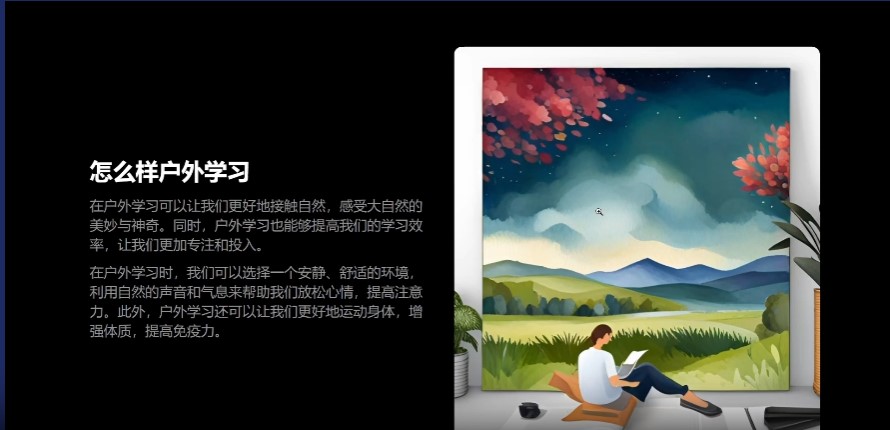 怎么样户外学习
在户外学习可以让我们更好地接触自然，感受大自然的
美妙与神奇。同时，户外学习也能够提高我们的学习效
率，让我们更加专注和投入。
在户外学习时，我们可以选择一个安静、舒适的环境，
利用自然的声音和气息来帮助我们放松心情，提高注意
力。此外，户外学习还可以让我们更好地运动身体，增
强体质，提高免疫力。